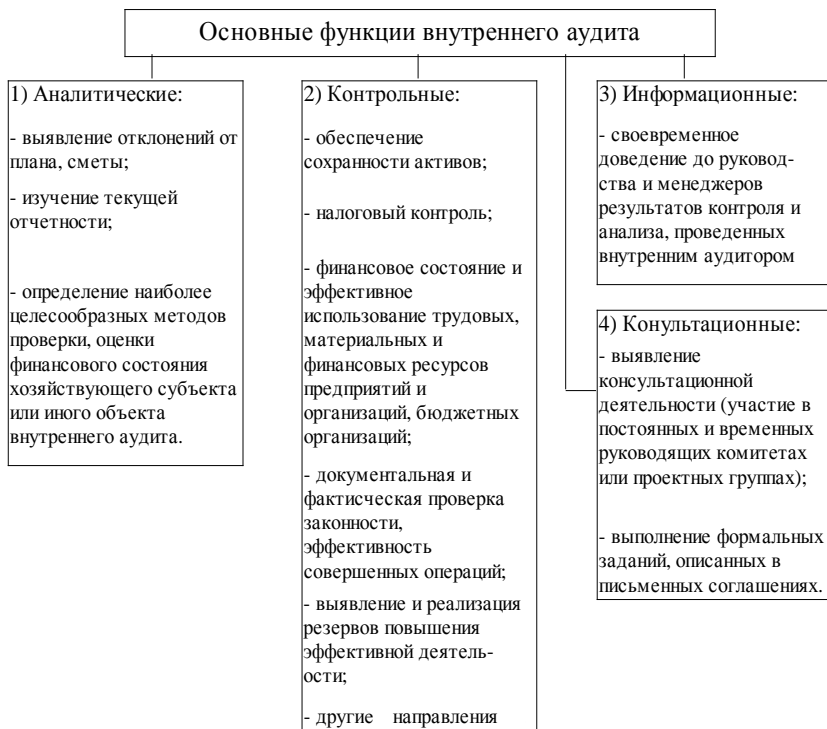 Основные функции внутреннего аудита
1) Аналитические:
- выявление отклонений от
плана, сметы;
- изучение текущей
отчетности;
- определение наиболее
целесообразных методов
проверки, оценки
финансового состояния
хозяйствующего субъекта
или иного объекта
внутреннего аудита.
2) Контрольные:
- обеспечение
сохранности активов;
- налоговый контроль;
- финансовое состояние и
эффективное
использование трудовых,
материальных и
финансовых ресурсов
предприятий и
организаций, бюджетных
организаций;
- документальная и
фактисческая проверка
законности,
эффективность
совершенных операций;
- выявление и реализация
резервов повышения
эффективной деятель-
ости;
- другие направления
3) Информационные:
- своевременное
доведение до руковод-
ства и менеджеров
результатов контроля и
анализа, проведенных
внутренним аудитором
4) Конультационные:
- выявление
консультационной
деятельности (участие в
постоянных и временных
руководящих комитетах
или проектных группах);
- выполнение формальных
заданий, описанных в
письменных соглашениях.